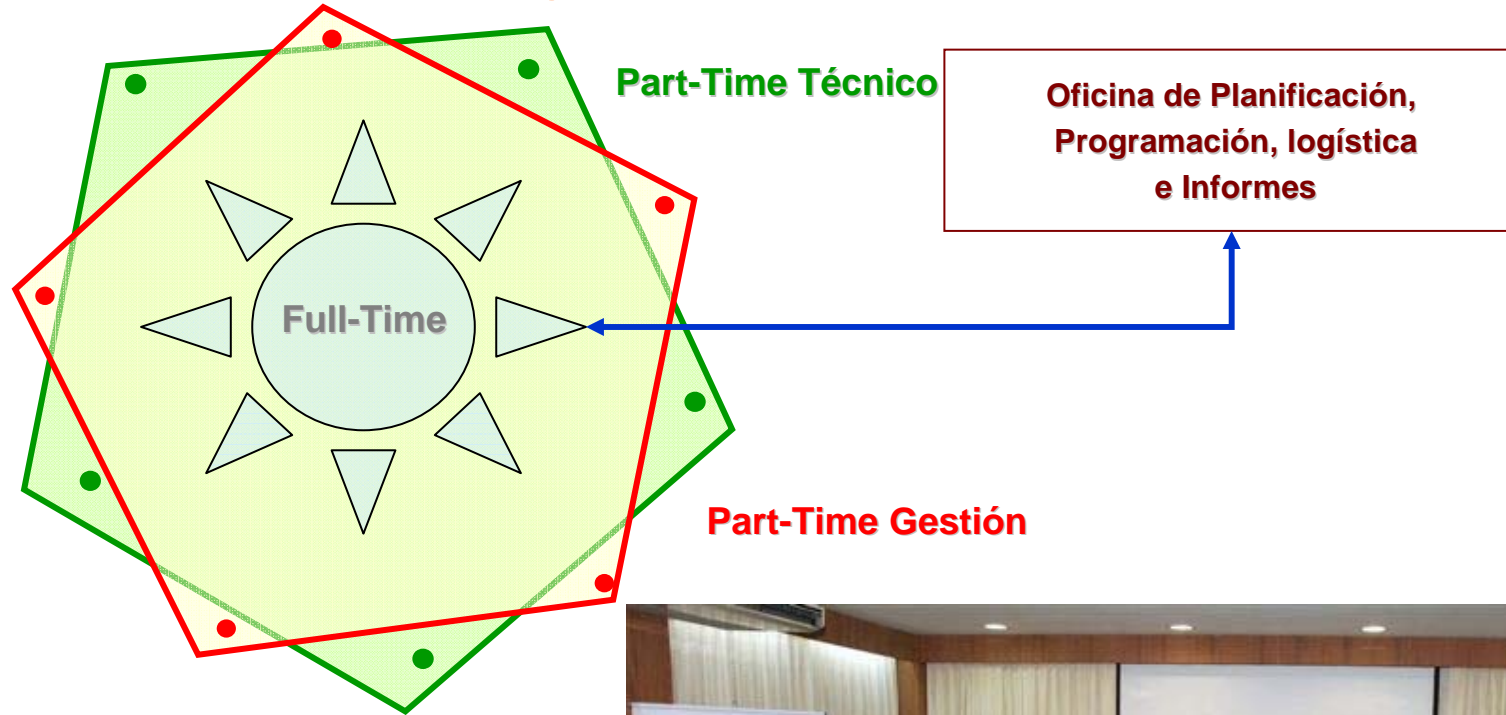 Part-Time Técnico
Oficina de Planificación,
Programación, logística
e Informes
Full-Time
Part-Time Gestión